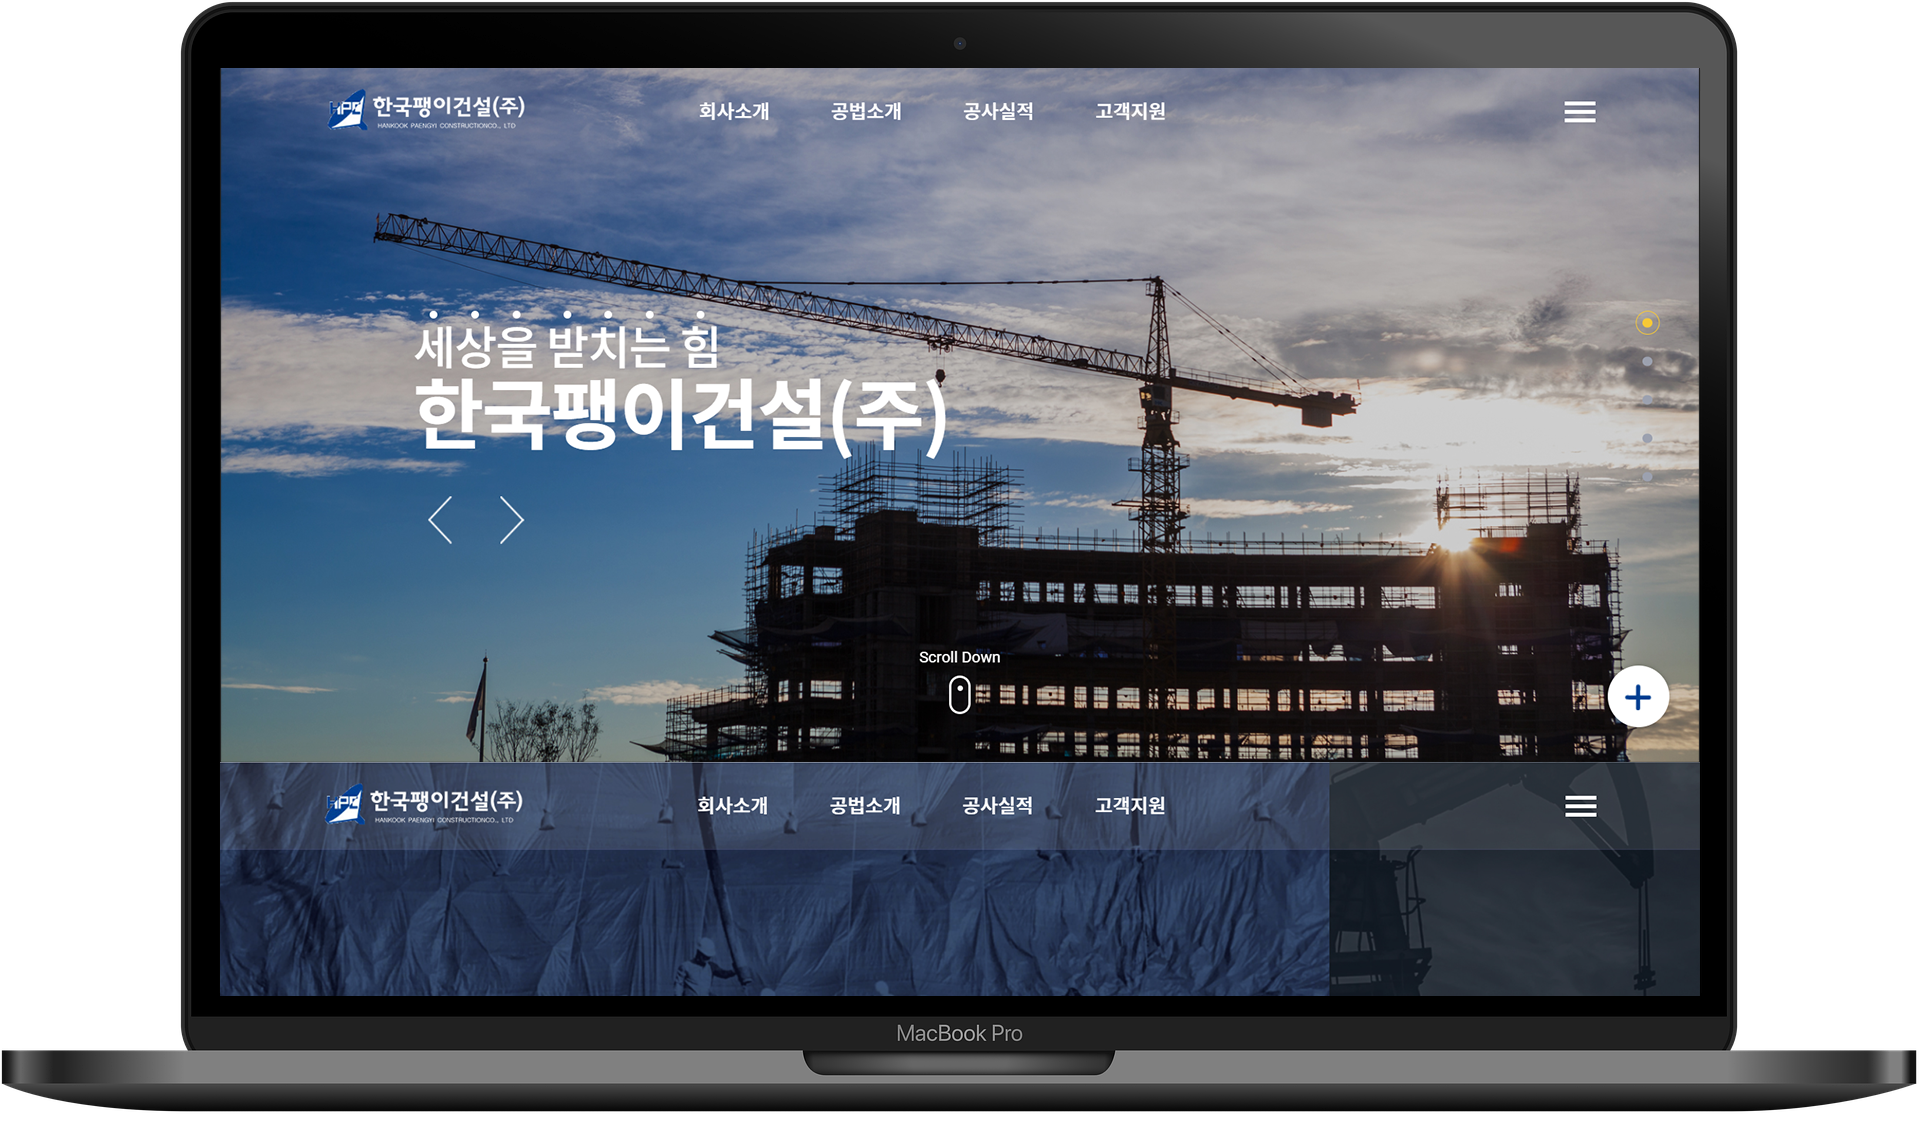 HPC 한국팽이건설(주)
HANKOOK PAENGYI CONSTRUCTIONCO., LTD
회사소개 공법소개 공사실적 고객지원
세상을 받치는 힘
한국팽이건설(주)
Scroll Down
HPC 한국팽이건설(주)
HANKOOK PAENGYI CONSTRUCTIONCO., LTD
회사소개 공법소개 공사실적 고객지원
MacBook Pro